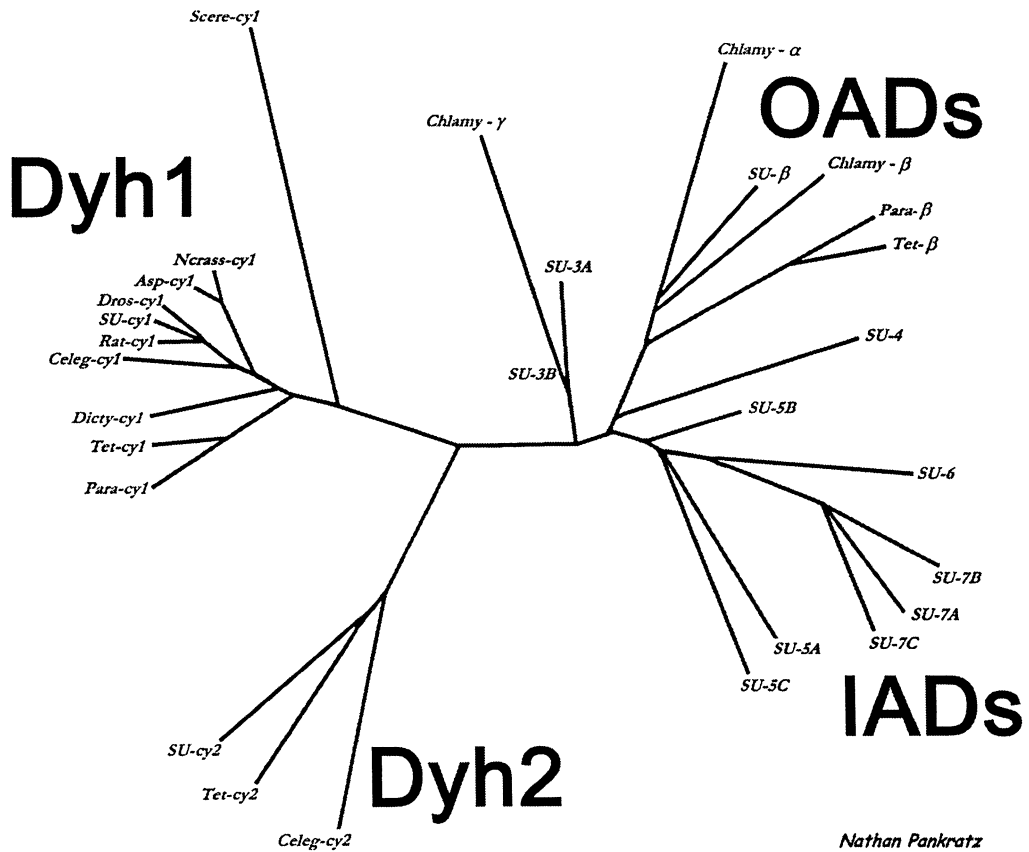 Scere-cy1
Chlamy - α
OADs
Chlamy - γ
Dyh1
Chlamy - β
SU-β
Para-β
Tet-β
Ncrass-cy1
Asp-cy1
SU-3A
Dros-cy1
SU-cy1
Rat-cy1
SU-4
Celeg-cy1
SU-3B
SU-5B
Dicty-cy1
Tet-cy1
SU-6
Para-cy1
SU-7B
SU-7A
SU-7C
SU-5A
SU-5C
IADs
SU-cy2
Dyh2
Tet-cy2
Celeg-cy2
Nathan Pankratz